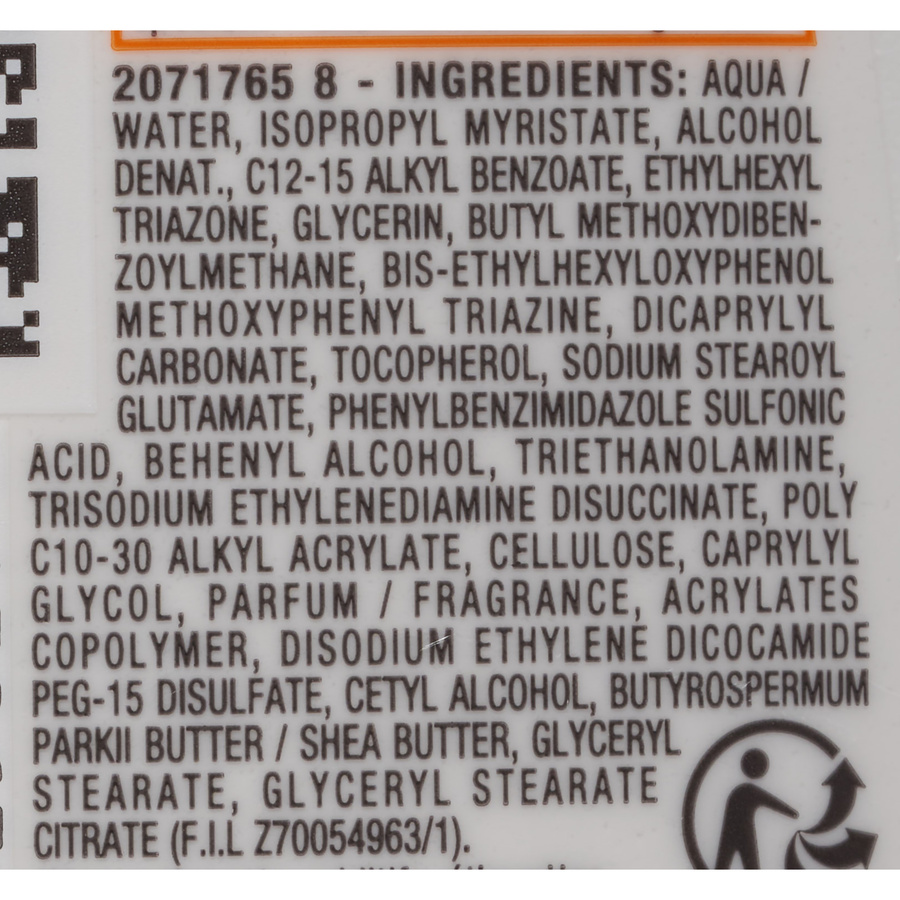 2071765 8 - INGREDIENTS: AQUA /
WATER, ISOPROPYL MYRISTATE, ALCOHOL
DENAT., C12-15 ALKYL BENZOATE, ETHYLHEXYL
TRIAZONE, GLYCERIN, BUTYL METHOXYDIBEN-
ZOYLMETHANE, BIS-ETHYLHEXYLOXYPHENOL
METHOXYPHENYL TRIAZINE, DICAPRYLYL
CARBONATE, TOCOPHEROL, SODIUM STEAROYL
GLUTAMATE, PHENYLBENZIMIDAZOLE SULFONIC
ACID, BEHENYL ALCOHOL, TRIETHANOLAMINE,
TRISODIUM ETHYLENEDIAMINE DISUCCINATE, POLY
C10-30 ALKYL ACRYLATE, CELLULOSE, CAPRYLYL
GLYCOL, PARFUM / FRAGRANCE, ACRYLATES
COPOLYMER, DISODIUM ETHYLENE DICOCAMIDE
PEG-15 DISULFATE, CETYL ALCOHOL, BUTYROSPERMUM
PARKII BUTTER / SHEA BUTTER, GLYCERYL
STEARATE, GLYCERYL STEARATE
CITRATE (F.I.L Z70054963/1).